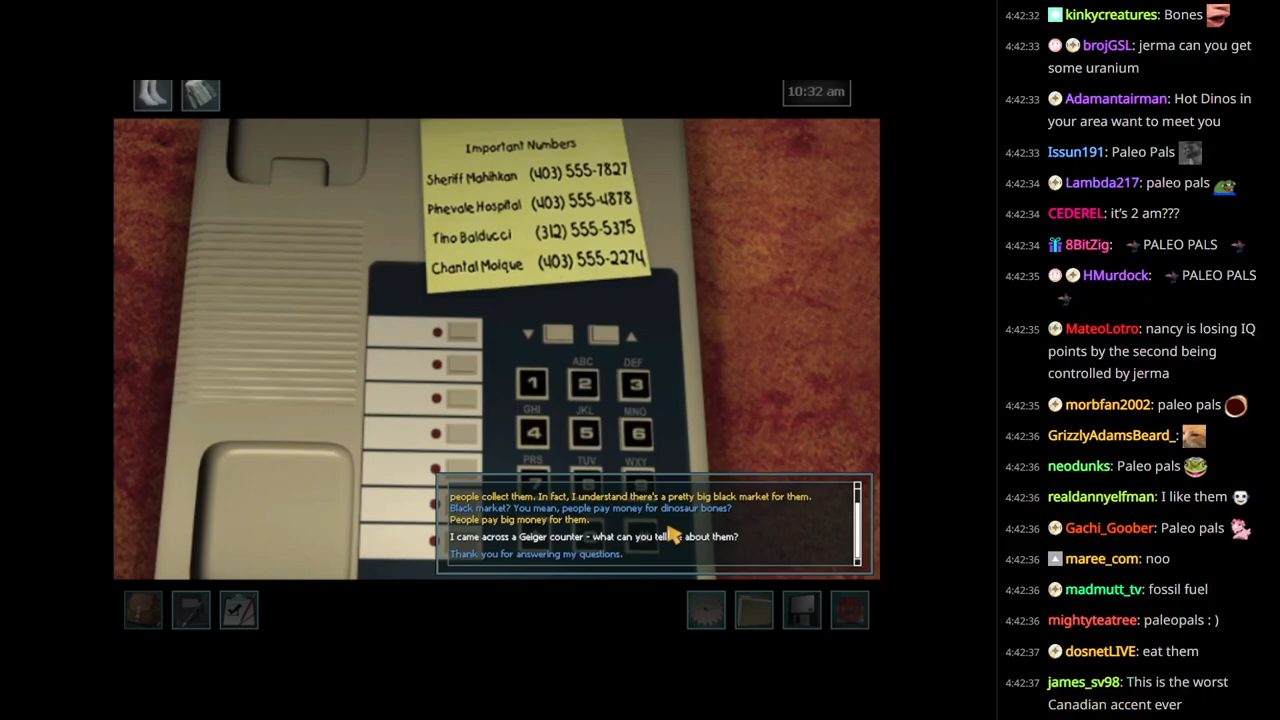 10:32 am
Important Numbers
Sheriff Mahihkan (403) 555-7827
Pinevale Hospital (403) 555-4878
Tino Balducci (312) 555-5375
Chantal Moique (403) 555-2274
ABC DEF
1 2 3
GHI JKL MNO
4 5 6
PRS TUV WXY
people collect them. In fact, I understand there's a pretty big black market for them.
Black market? You mean, people pay money for dinosaur bones?
People pay big money for them.
I came across a Geiger counter - what can you tell about them?
Thank you for answering my questions.
4:42:32 kinkycreatures: Bones
4:42:33 brojGSL: jerma can you get
some uranium
4:42:33 Adamantairman: Hot Dinos in
your area want to meet you
4:42:33 Issun191: Paleo Pals
4:42:34 Lambda217: paleo pals
4:42:34 CEDEREL: it’s 2 am???
4:42:34 8BitZig: PALEO PALS
4:42:35 HMurdock: PALEO PALS
4:42:35 MateoLotro: nancy is losing IQ
points by the second being
controlled by jerma
4:42:35 morbfan2002: paleo pals
4:42:36 GrizzlyAdamsBeard_:
4:42:36 neodunks: Paleo pals
4:42:36 realdannyelfman: I like them
4:42:36 Gachi_Goober: Paleo pals
4:42:36 maree_com: noo
4:42:36 madmutt_tv: fossil fuel
4:42:36 mightyteatree: paleopals : )
4:42:37 dosnetLIVE: eat them
4:42:37 james_sv98: This is the worst
Canadian accent ever